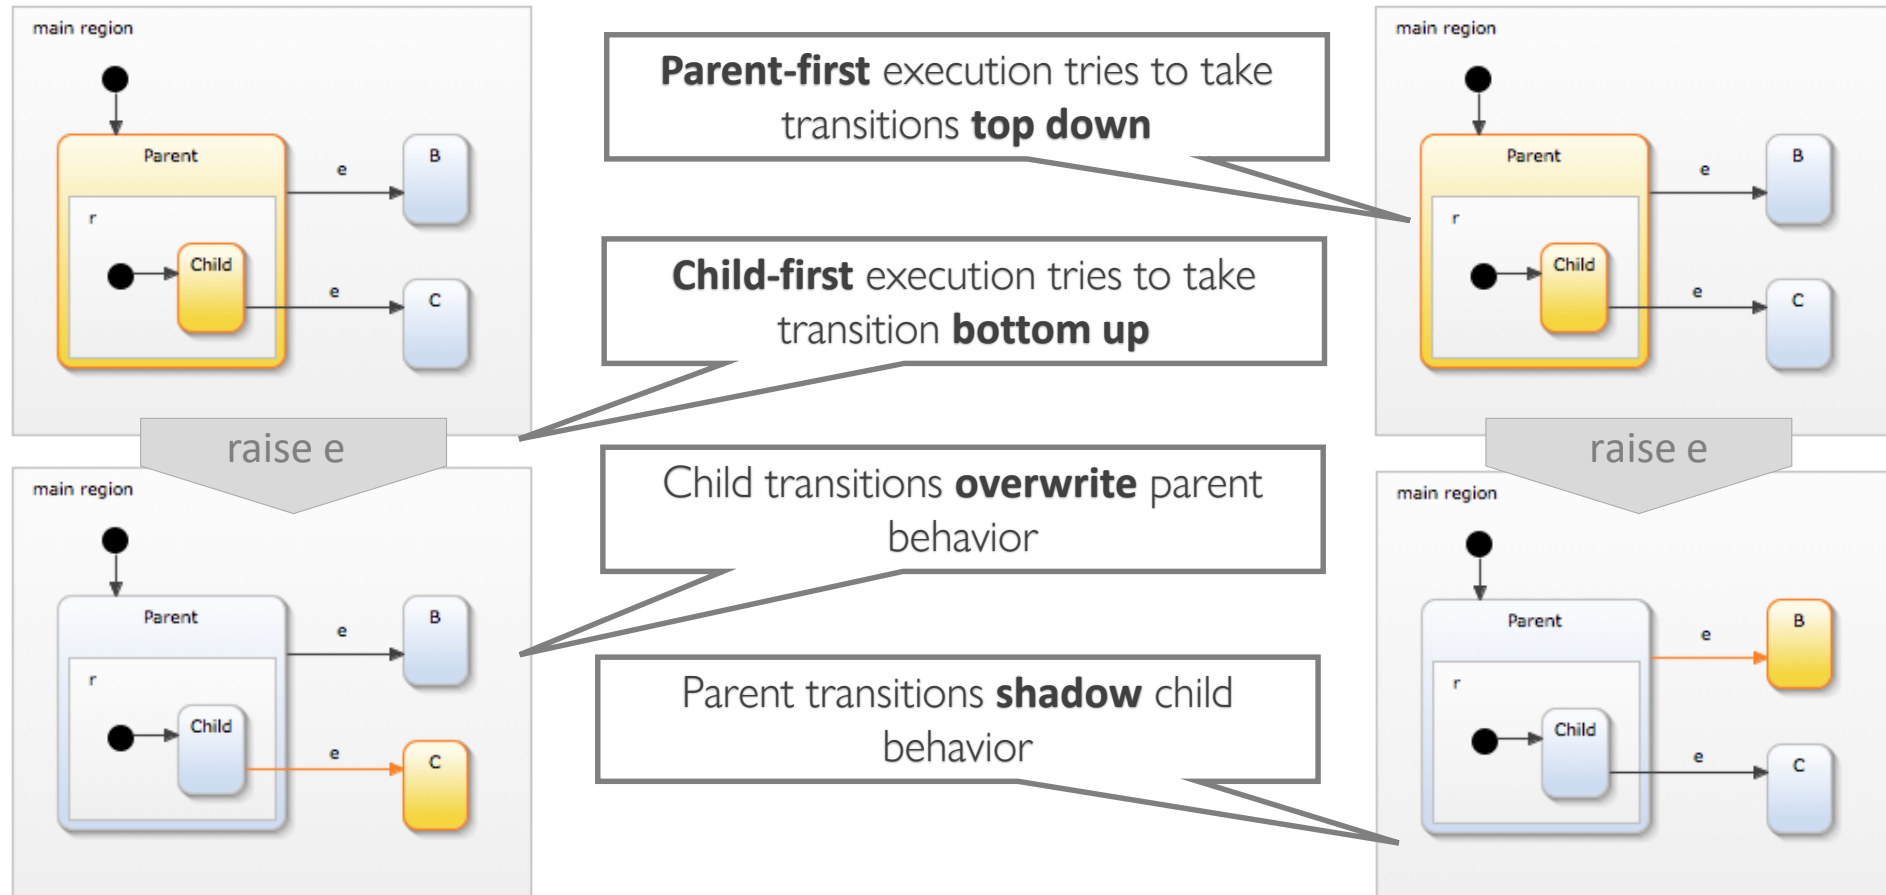 main region
Parent
e
B
r
Child
e
C
raise e
main region
Parent
e
B
r
Child
e
C
Parent-first execution tries to take
transitions top down
Child-first execution tries to take
transition bottom up
Child transitions overwrite parent
behavior
Parent transitions shadow child
behavior
main region
Parent
e
B
r
Child
e
C
raise e
main region
Parent
e
B
r
Child
e
C